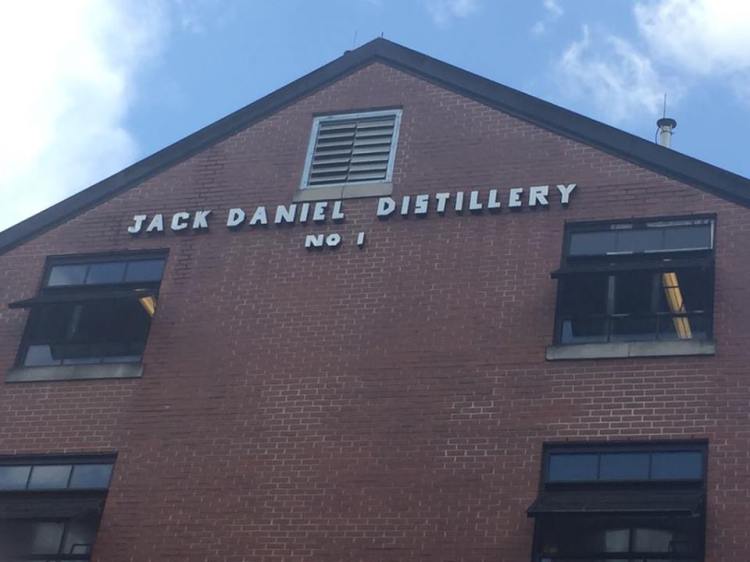 JACK DANIEL DISTILLERY
NO 1